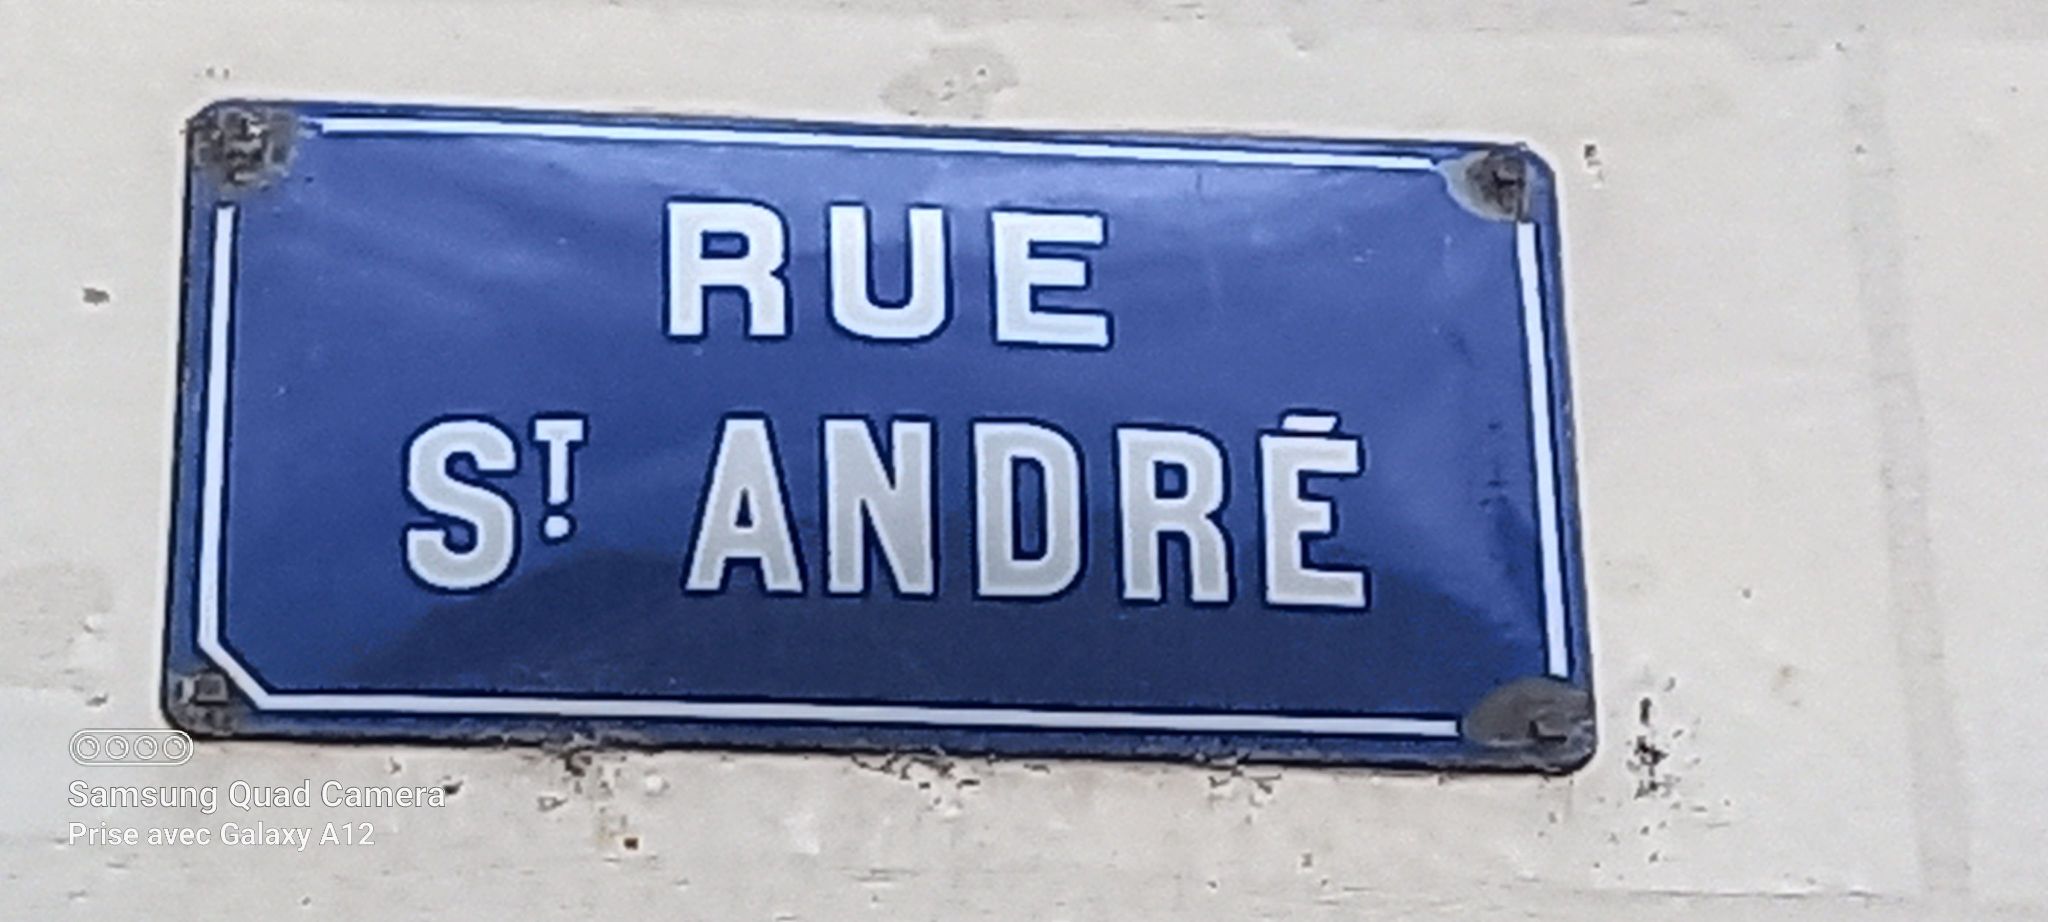 RUE
ST. ANDRÉ
Samsung Quad Camera
Prise avec Galaxy A12